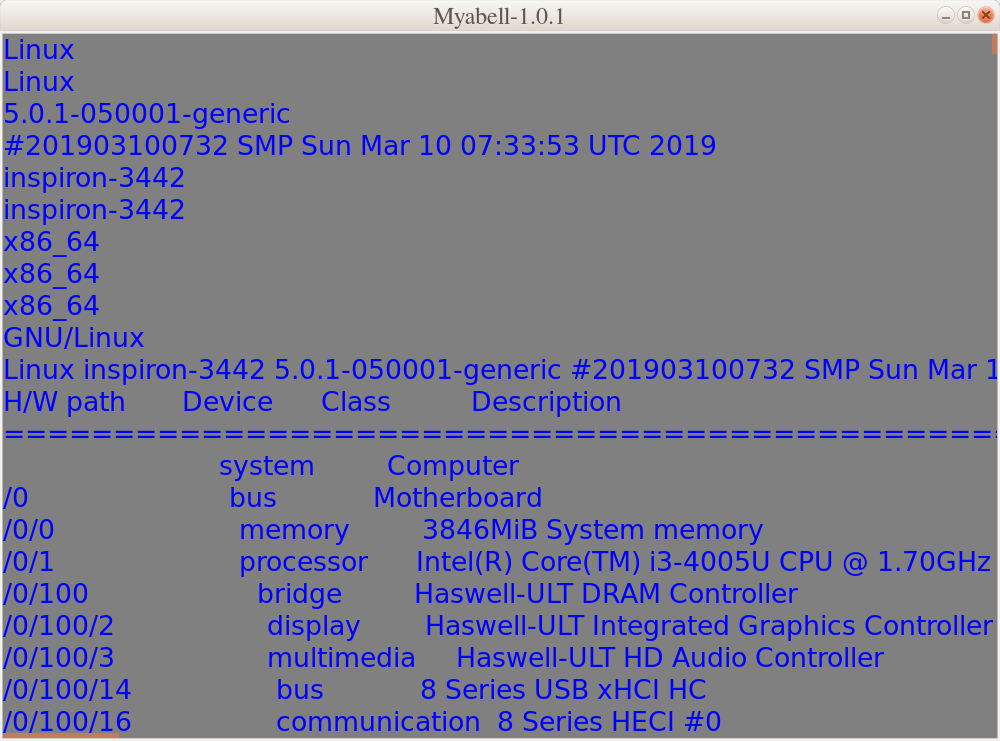 Myabell-1.0.1
Linux
Linux
5.0.1-050001-generic
#201903100732 SMP Sun Mar 10 07:33:53 UTC 2019
inspiron-3442
inspiron-3442
x86_64
x86_64
x86_64
GNU/Linux
Linux inspiron-3442 5.0.1-050001-generic #201903100732 SMP Sun Mar 1
H/W path Device Class Description
==============================================
system Computer
/0 bus Motherboard
/0/0 memory 3846MiB System memory
/0/1 processor Intel(R) Core(TM) i3-4005U CPU @ 1.70GHz
/0/100 bridge Haswell-ULT DRAM Controller
/0/100/2 display Haswell-ULT Integrated Graphics Controller
/0/100/3 multimedia Haswell-ULT HD Audio Controller
/0/100/14 bus 8 Series USB xHCI HC
/0/100/16 communication 8 Series HECI #0